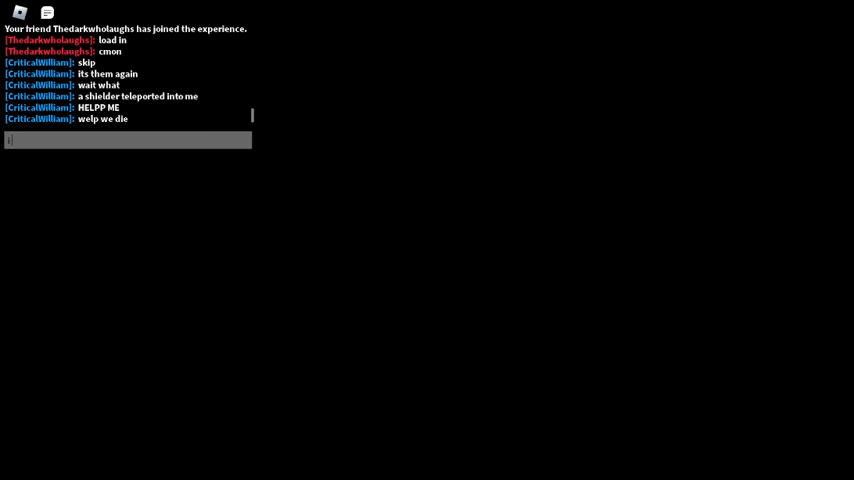 Your friend Thedarkwholaughs has joined the experience.
[Thedarkwholaughs]: load in
[Thedarkwholaughs]: cmon
[CriticalWilliam]: skip
[CriticalWilliam]: its them again
[CriticalWilliam]: wait what
[CriticalWilliam]: a shielder teleported into me
[CriticalWilliam]: HELPP ME
[CriticalWilliam]: welp we die